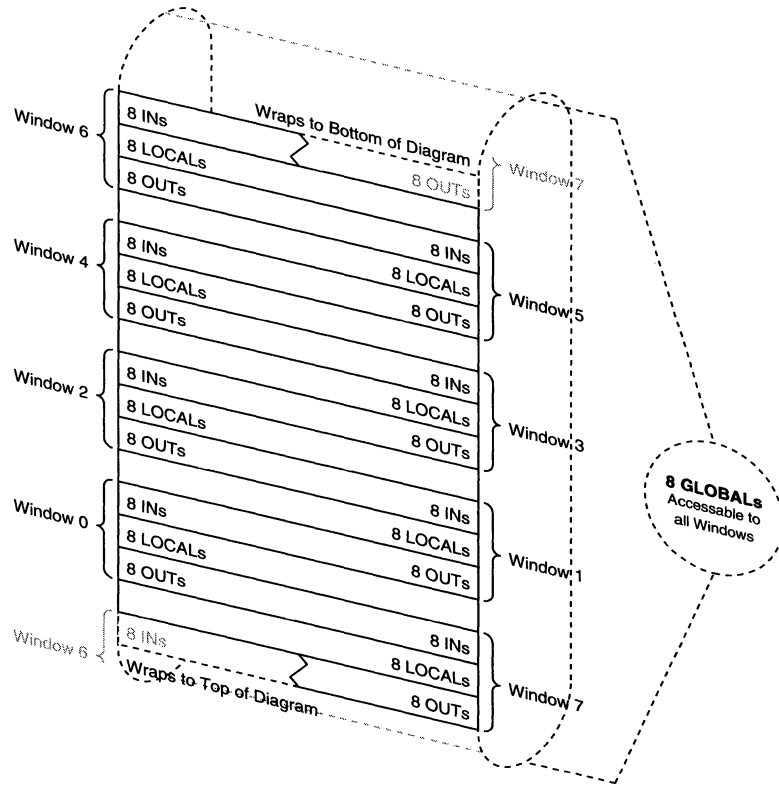 Wraps to Bottom of Diagram
Window 6
8 INs
8 LOCALs
8 OUTs
8 OUTs
Window 7
Window 4
8 INs
8 LOCALs
8 OUTs
8 INs
8 LOCALs
8 OUTs
Window 5
Window 2
8 INs
8 LOCALs
8 OUTs
8 INs
8 LOCALs
8 OUTs
Window 3
8 GLOBALs
Accessable to
all Windows
Window 0
8 INs
8 LOCALs
8 OUTs
8 INs
8 LOCALs
8 OUTs
Window 1
Window 6
8 INs
8 INs
8 LOCALs
8 OUTs
Window 7
Wraps to Top of Diagram